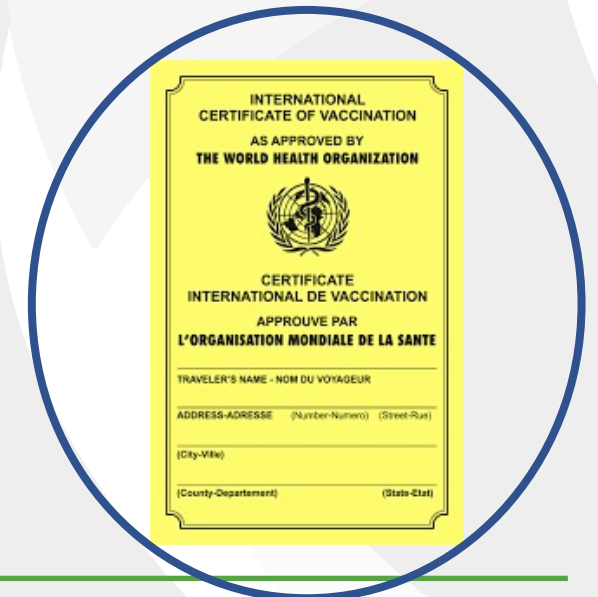 INTERNATIONAL
CERTIFICATE OF VACCINATION
AS APPROVED BY
THE WORLD HEALTH ORGANIZATION
CERTIFICATE
INTERNATIONAL DE VACCINATION
APPROUVE PAR
L'ORGANISATION MONDIALE DE LA SANTE
TRAVELER'S NAME - NOM DU VOYAGEUR
ADDRESS-ADRESSE (Number-Numero) (Street-Rue)
(City-Ville)
(County-Departement) (State-Etat)